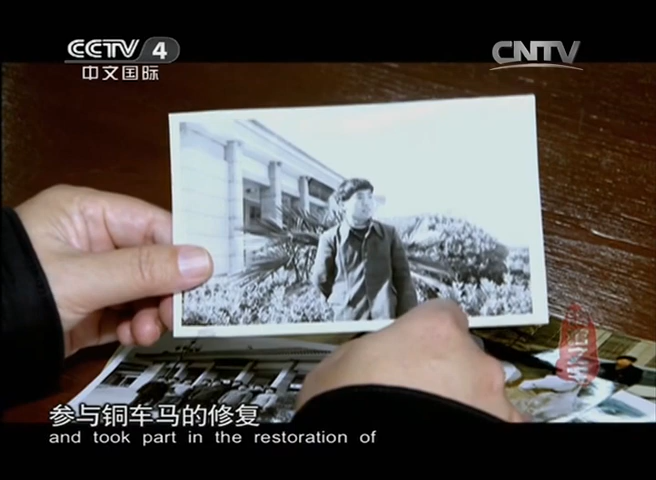 CCTV 4
CNTV
中文国际
参与铜车马的修复
and took part in the restoration of